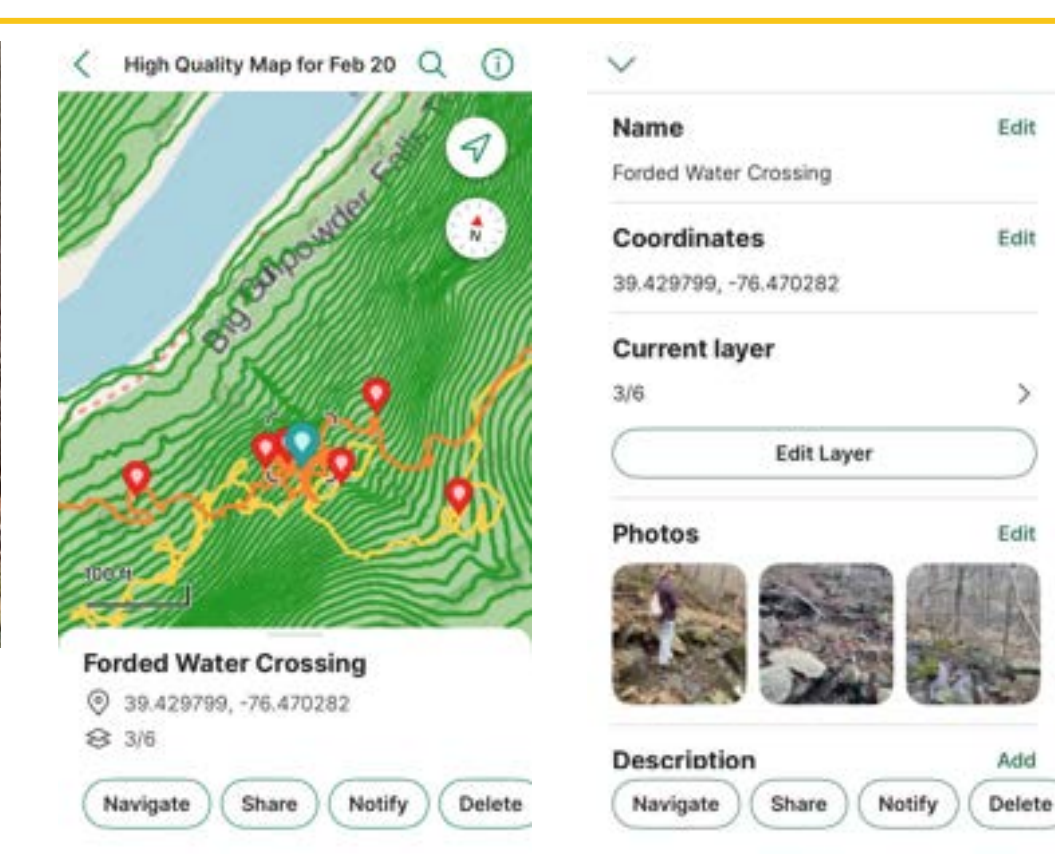 High Quality Map for Feb 20
Big Gunpowder Falls
N
100 ft
Forded Water Crossing
39.429799, -76.470282
3/6
Navigate
Share
Notify
Delete
Name
Edit
Forded Water Crossing
Coordinates
Edit
39.429799, -76.470282
Current layer
3/6
Edit Layer
Photos
Edit
Description
Add
Navigate
Share
Notify
Delete